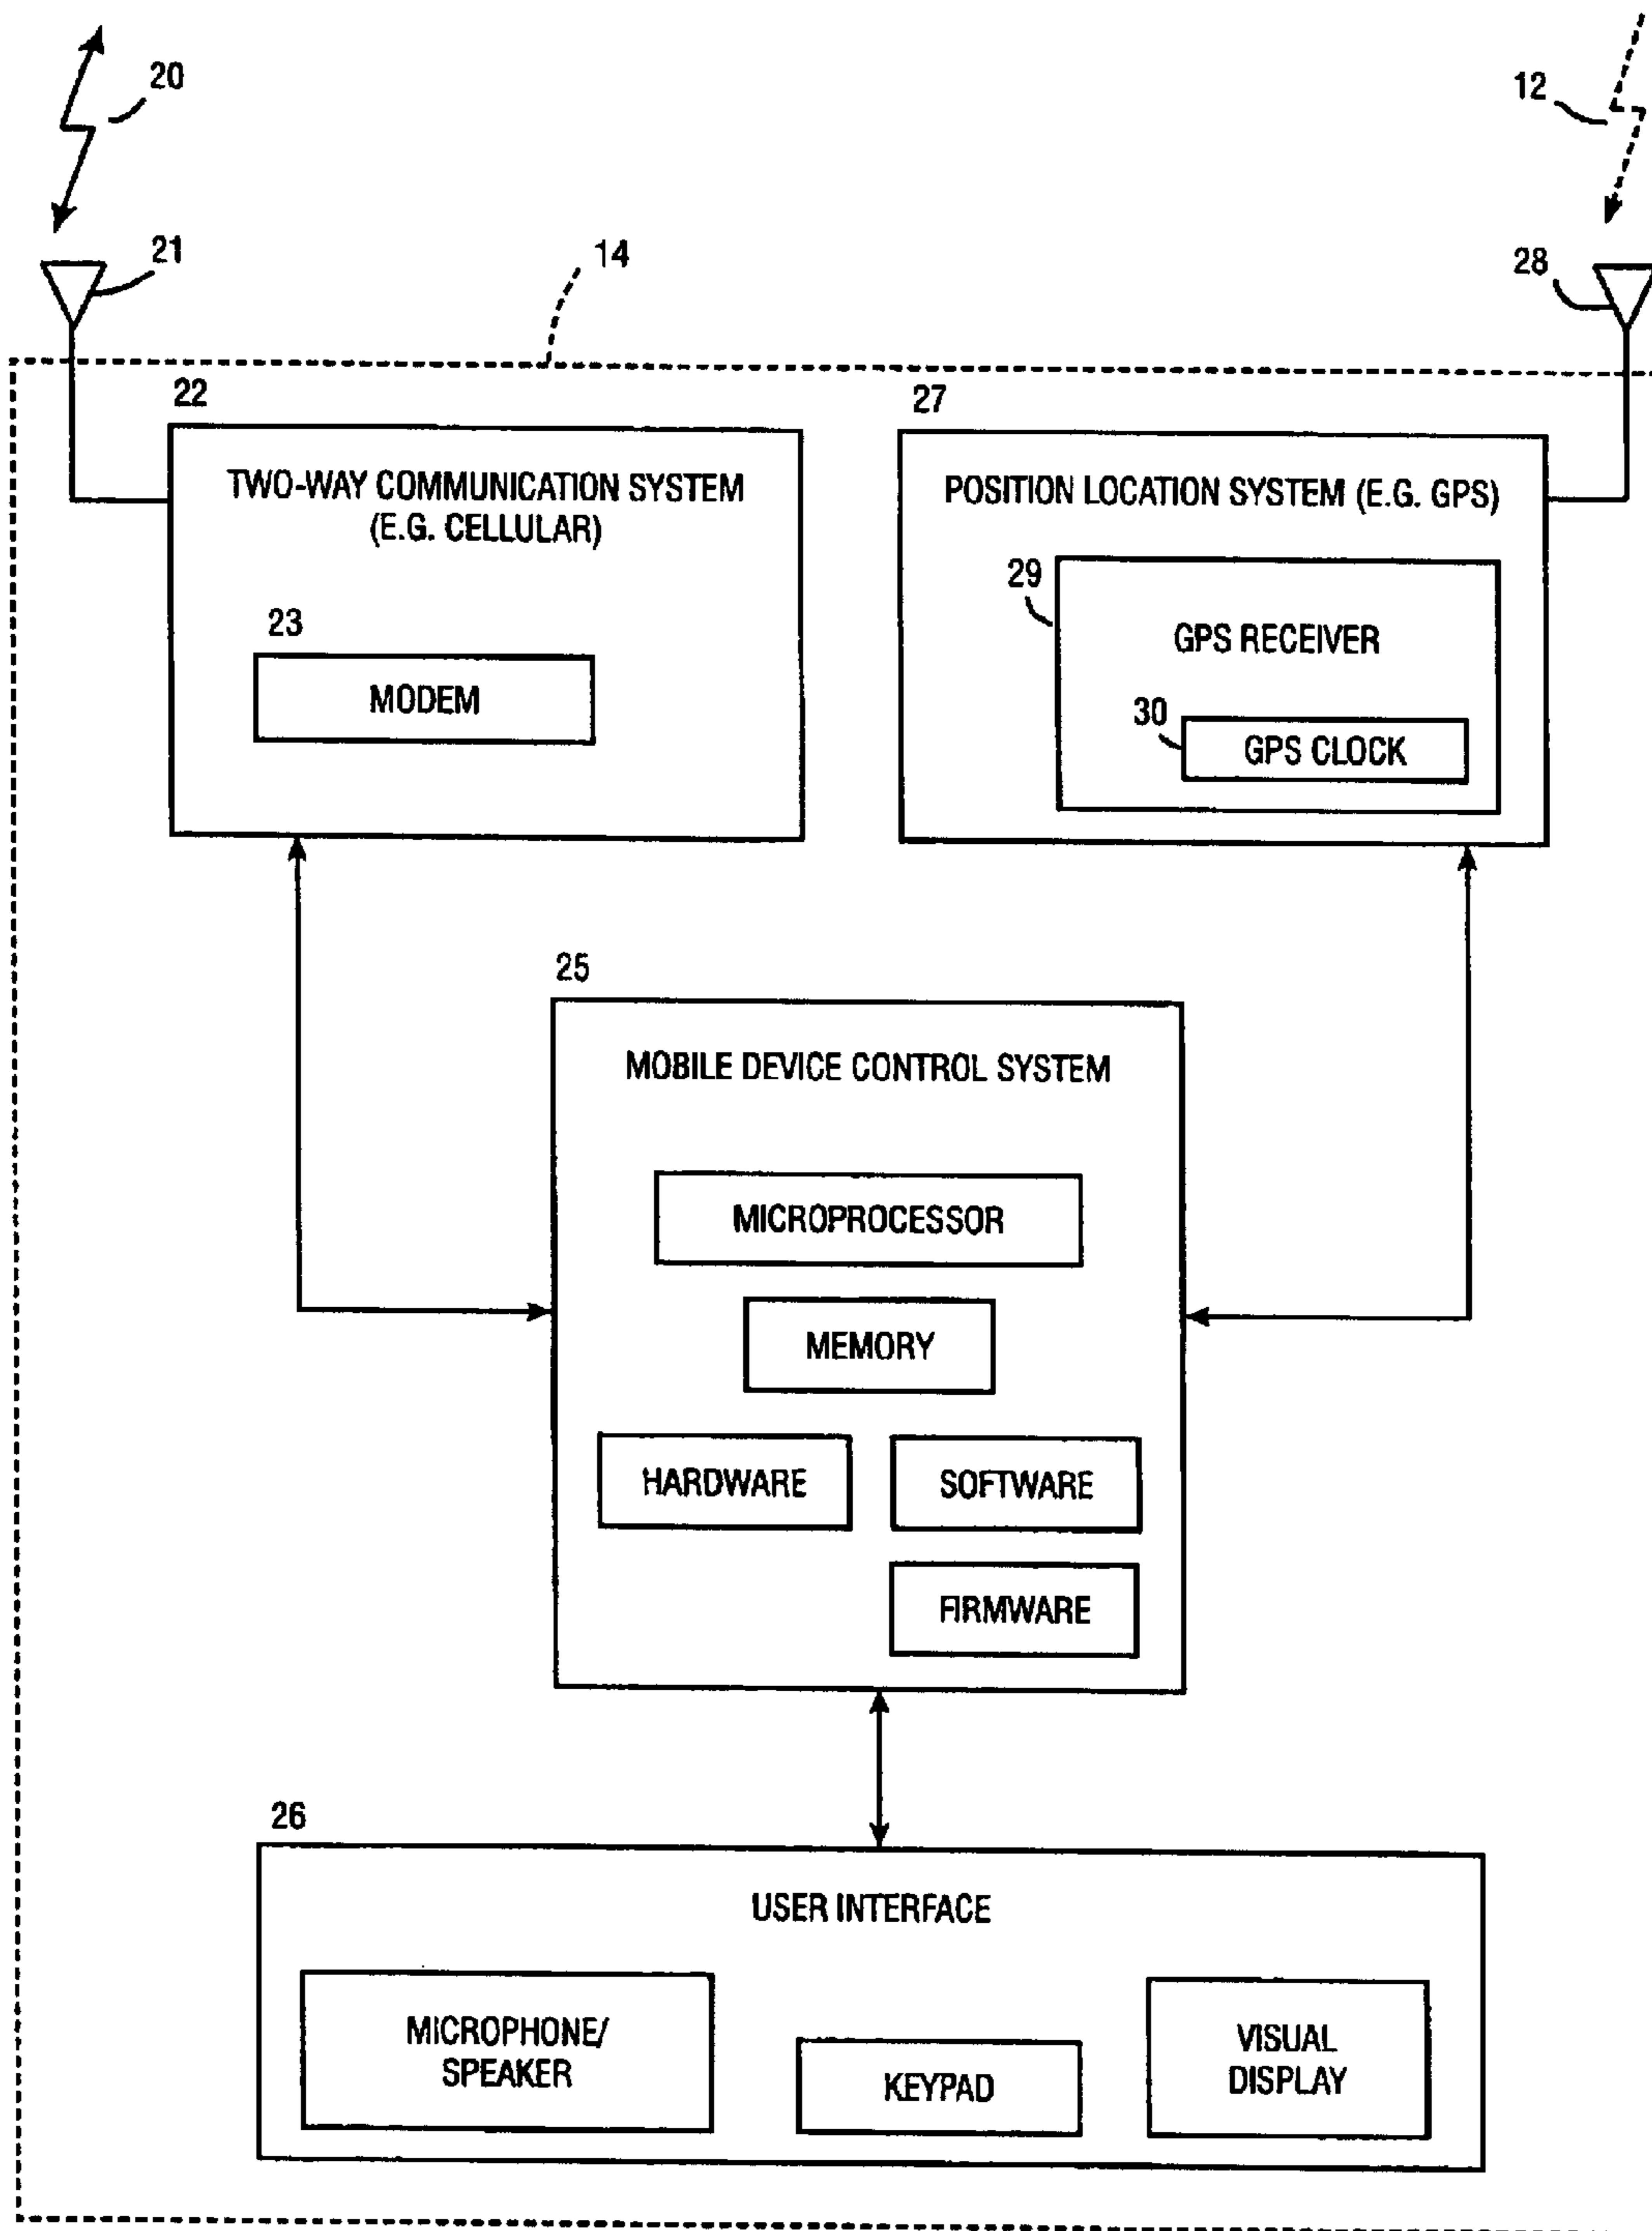 20
12
21
14
28
22
27
TWO-WAY COMMUNICATION SYSTEM
(E.G. CELLULAR)
POSITION LOCATION SYSTEM (E.G. GPS)
29
GPS RECEIVER
23
MODEM
30
GPS CLOCK
25
MOBILE DEVICE CONTROL SYSTEM
MICROPROCESSOR
MEMORY
HARDWARE
SOFTWARE
FIRMWARE
26
USER INTERFACE
MICROPHONE/
SPEAKER
KEYPAD
VISUAL
DISPLAY